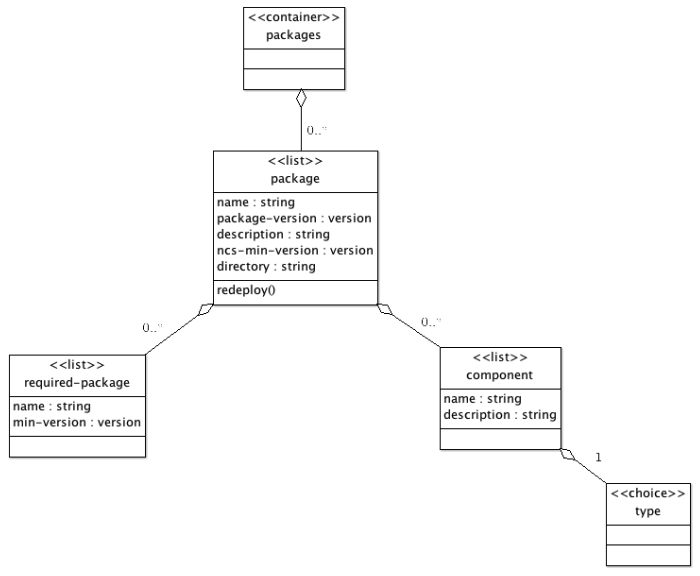 <<container>>
packages
0..*
<<list>>
package
name : string
package-version : version
description : string
ncs-min-version : version
directory : string
redeploy()
0..*
0..*
<<list>>
required-package
name : string
min-version : version
<<list>>
component
name : string
description : string
1
<<choice>>
type